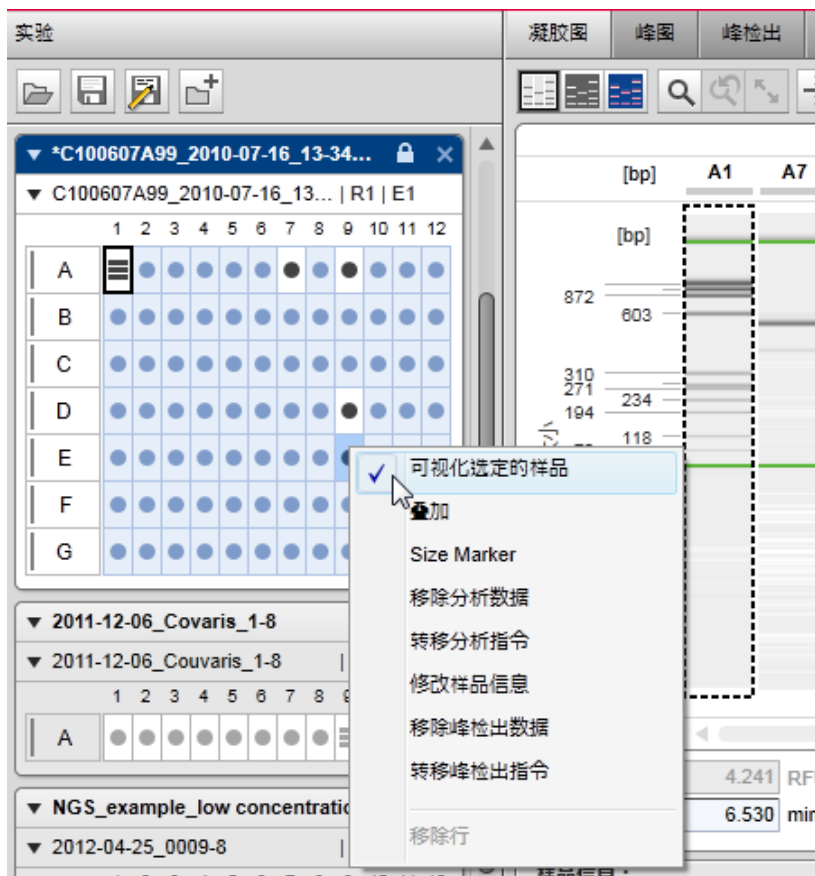 实验
凝胶图 峰图 峰检出
*C100607A99_2010-07-16_13-34...
C100607A99_2010-07-16_13... | R1 | E1
1 2 3 4 5 6 7 8 9 10 11 12
A
B
C
D
E
F
G
[bp] A1 A7
[bp]
872
603
310
271
234
194
118
可视化选定的样品
叠加
Size Marker
移除分析数据
转移分析指令
修改样品信息
移除峰检出数据
转移峰检出指令
移除行
2011-12-06_Covaris_1-8
2011-12-06_Couvaris_1-8 |
1 2 3 4 5 6 7 8
A
NGS_example_low concentratio
2012-04-25_0009-8 |
4.241 RFU
6.530 min
样品信息：